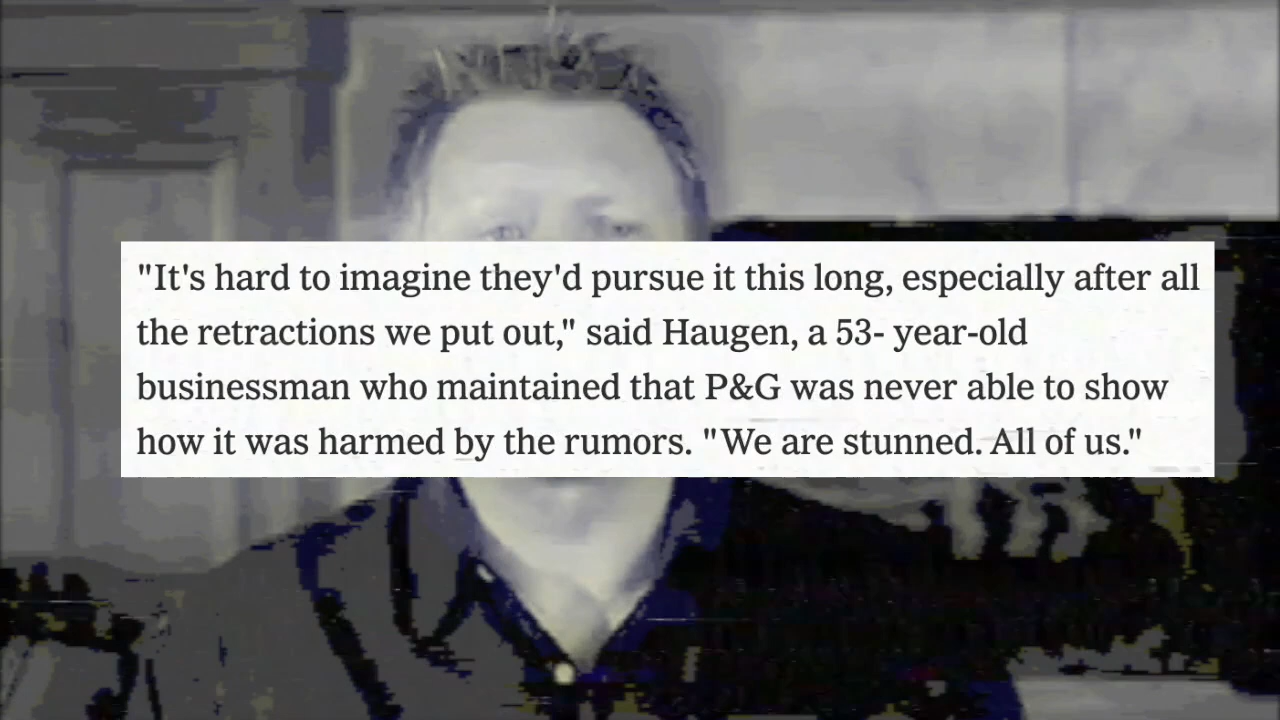 "It's hard to imagine they'd pursue it this long, especially after all
the retractions we put out," said Haugen, a 53- year-old
businessman who maintained that P&G was never able to show
how it was harmed by the rumors. "We are stunned. All of us."